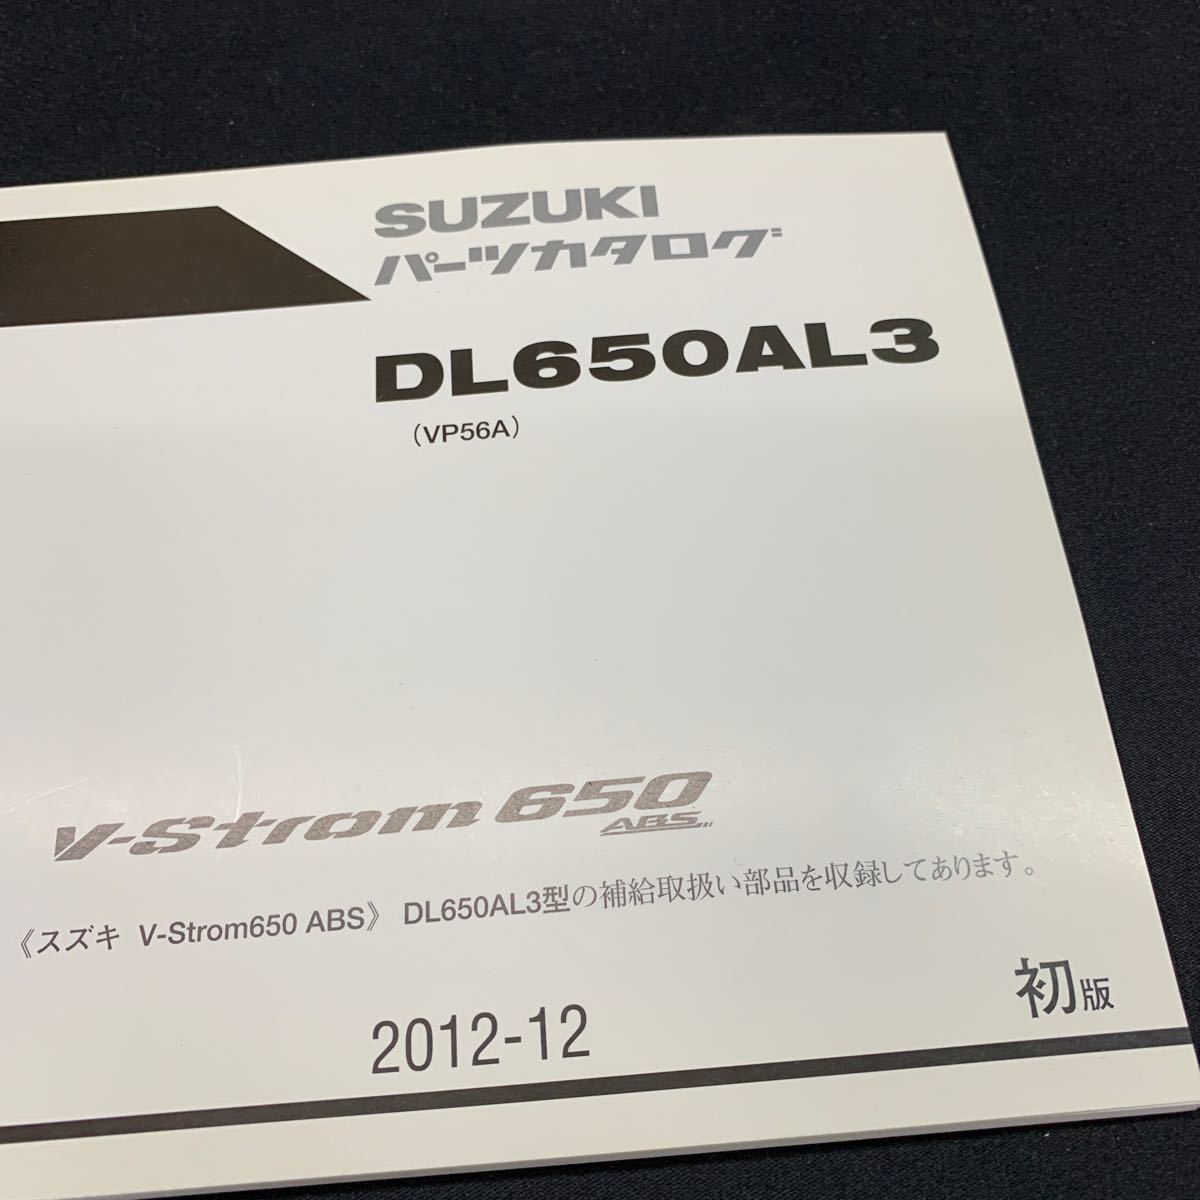 SUZUKI
パーツカタログ
DL650AL3
（VP56A）
V-Strom 650
ABS
《スズキ V-Strom650 ABS》 DL650AL3型の補給取扱い部品を収録してあります。
初版
2012-12